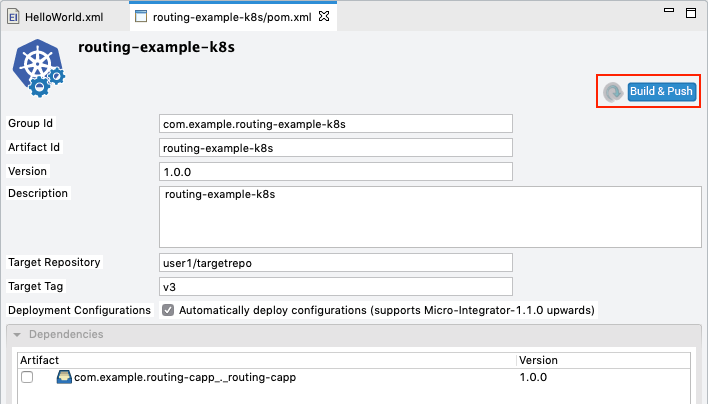 EI HelloWorld.xml routing-example-k8s/pom.xml
routing-example-k8s
Build & Push
Group Id com.example.routing-example-k8s
Artifact Id routing-example-k8s
Version 1.0.0
Description routing-example-k8s
Target Repository user1/targetrepo
Target Tag v3
Deployment Configurations Automatically deploy configurations (supports Micro-Integrator-1.1.0 upwards)
Dependencies
Artifact Version
com.example.routing-capp_._routing-capp 1.0.0